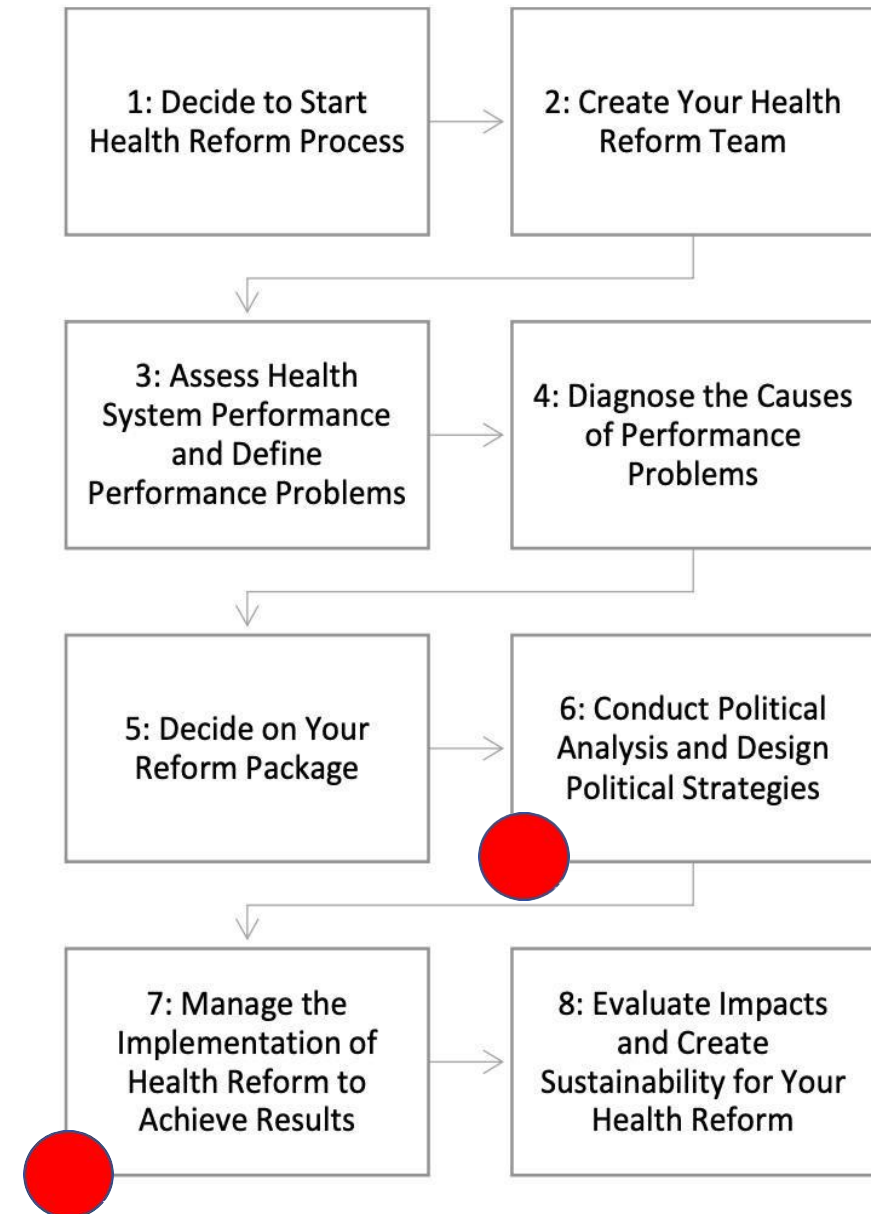 1: Decide to Start
Health Reform Process
2: Create Your Health
Reform Team
3: Assess Health
System Performance
and Define
Performance Problems
4: Diagnose the Causes
of Performance
Problems
5: Decide on Your
Reform Package
6: Conduct Political
Analysis and Design
Political Strategies
7: Manage the
Implementation of
Health Reform to
Achieve Results
8: Evaluate Impacts
and Create
Sustainability for Your
Health Reform